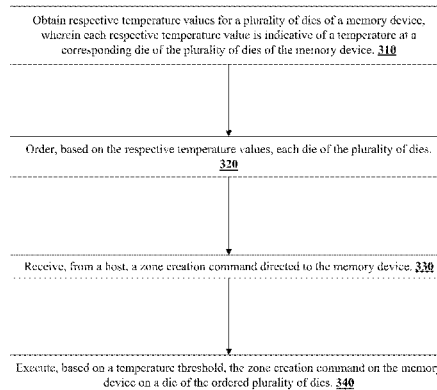 Obtain respective temperature values for a plurality of dies of a memory device,
wherein each respective temperature value is indicative of a temperature at a
corresponding die of the plurality of dies of the memory device. 310
Order, based on the respective temperature values, each die of the plurality of dies.
320
Receive, from a host, a zone creation command directed to the memory device. 330
Execute, based on a temperature threshold, the zone creation command on the memory
device on a die of the ordered plurality of dies. 340